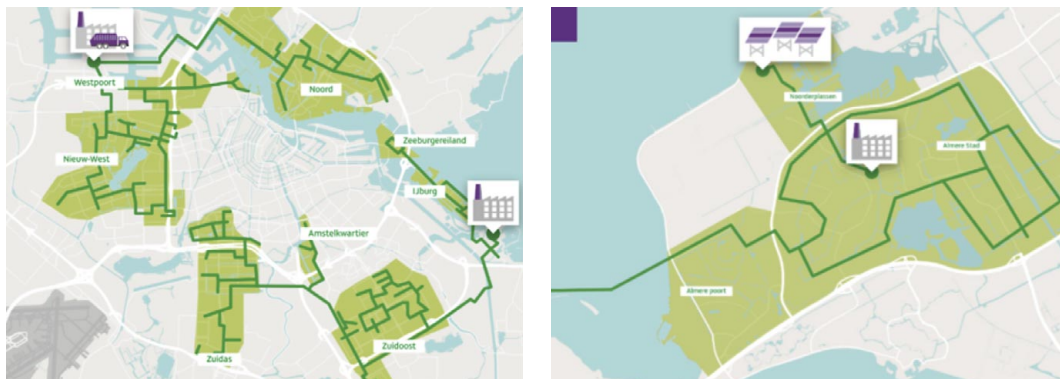 Westpoort
Noord
Zeeburgereiland
Nieuw-West
IJburg
Amstelkwartier
Zuidoost
Zuidas
Noorderplassen
Almere Stad
Almere poort